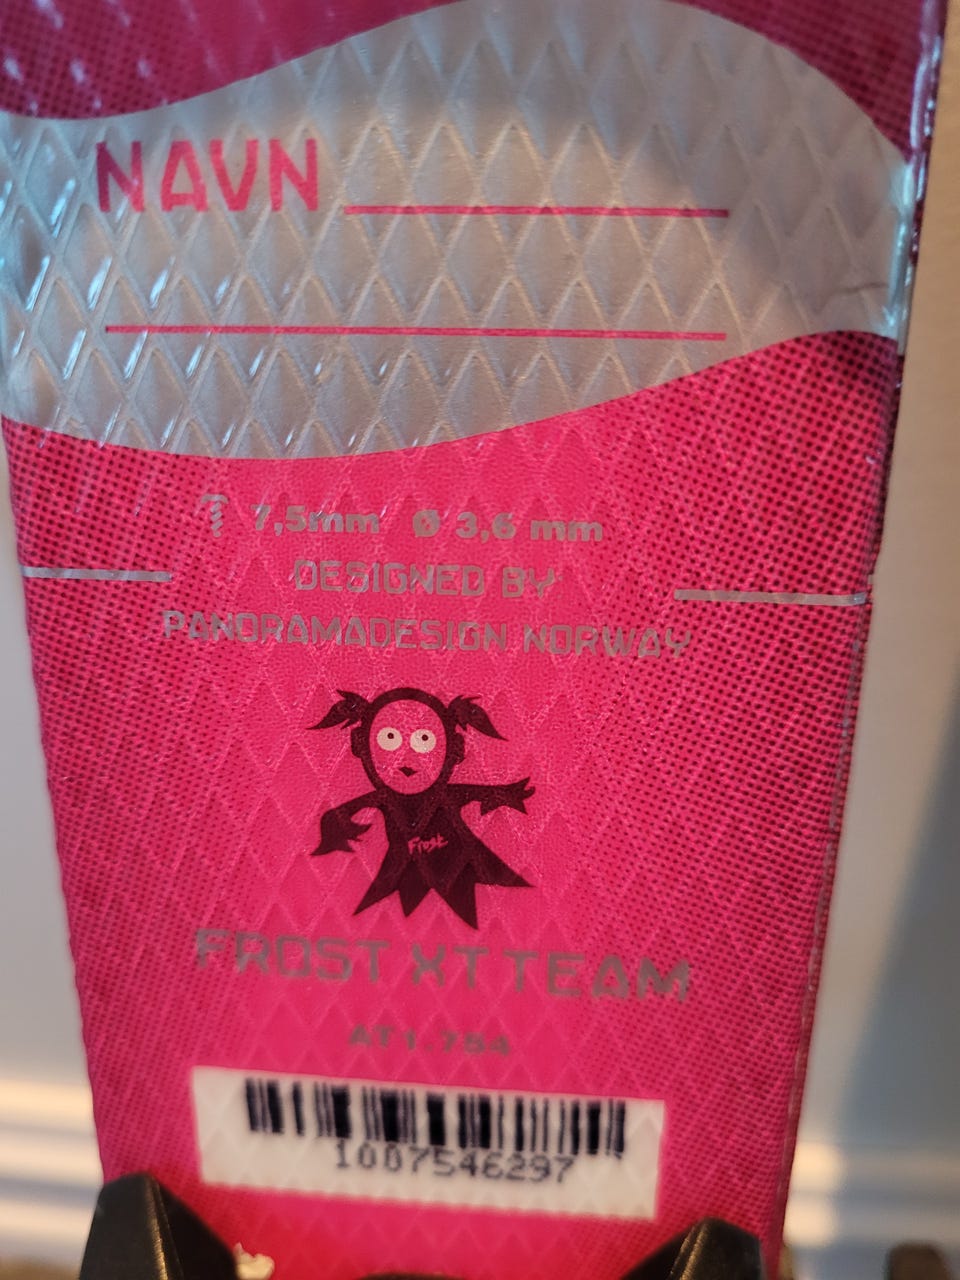 NAVN
7,5mm Ø 3,6 mm
DESIGNED BY
PANORAMADESIGN NORWAY
Frost
FROST XT TEAM
AT1.754
1007546297